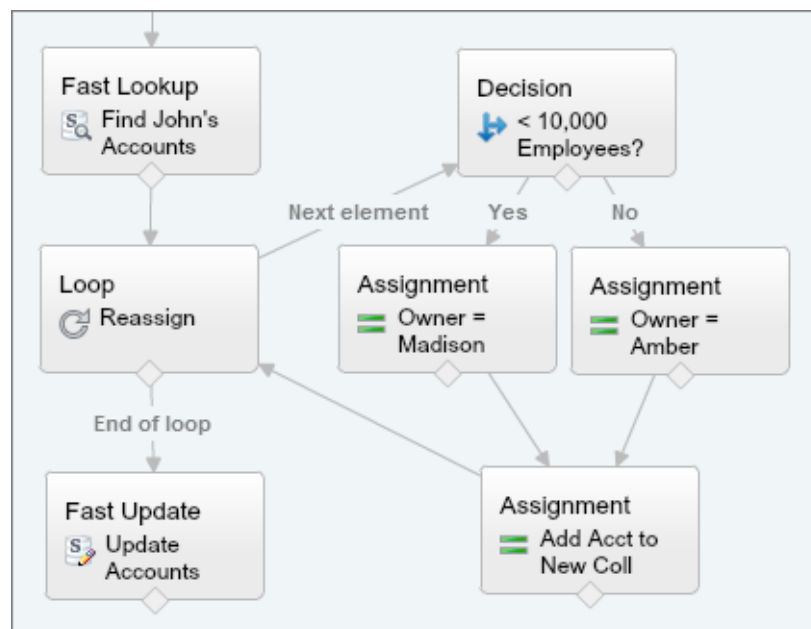 Fast Lookup
Find John's
Accounts
Decision
< 10,000
Employees?
Next element
Yes
No
Loop
Reassign
Assignment
Owner =
Madison
Assignment
Owner =
Amber
End of loop
Fast Update
Update
Accounts
Assignment
Add Acct to
New Coll